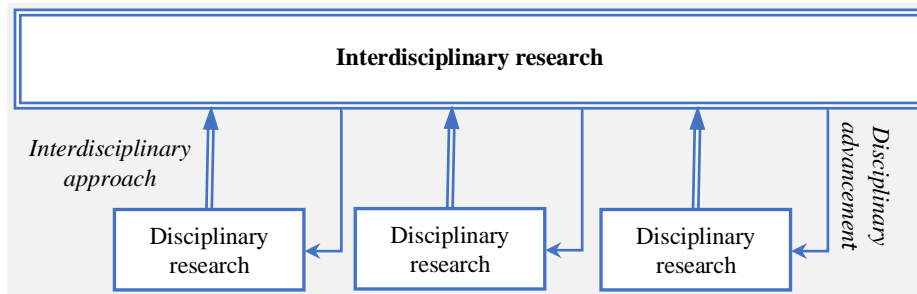 Interdisciplinary research
Interdisciplinary
approach
Disciplinary
advancement
Disciplinary
research
Disciplinary
research
Disciplinary
research